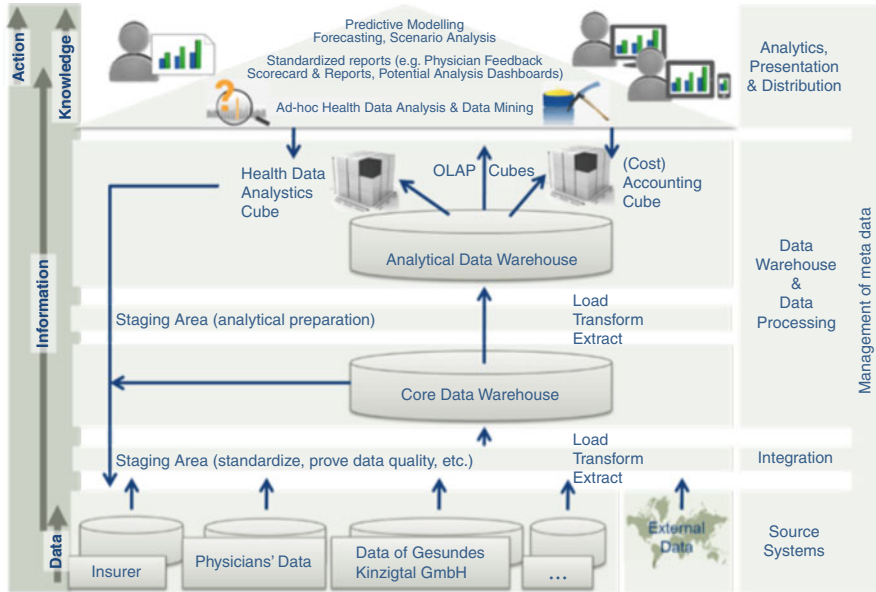 Action
Knowledge
Information
Data
Predictive Modelling
Forecasting, Scenario Analysis
Standardized reports (e.g. Physician Feedback
Scorecard & Reports, Potential Analysis Dashboards)
Ad-hoc Health Data Analysis & Data Mining
Analytics,
Presentation
& Distribution
Health Data
Analystics
Cube
OLAP Cubes
(Cost)
Accounting
Cube
Analytical Data Warehouse
Data
Warehouse
&
Data
Processing
Management of meta data
Staging Area (analytical preparation)
Load
Transform
Extract
Core Data Warehouse
Staging Area (standardize, prove data quality, etc.)
Load
Transform
Extract
Integration
Insurer
Physicians' Data
Data of Gesundes
Kinzigtal GmbH
...
External
Data
Source
Systems